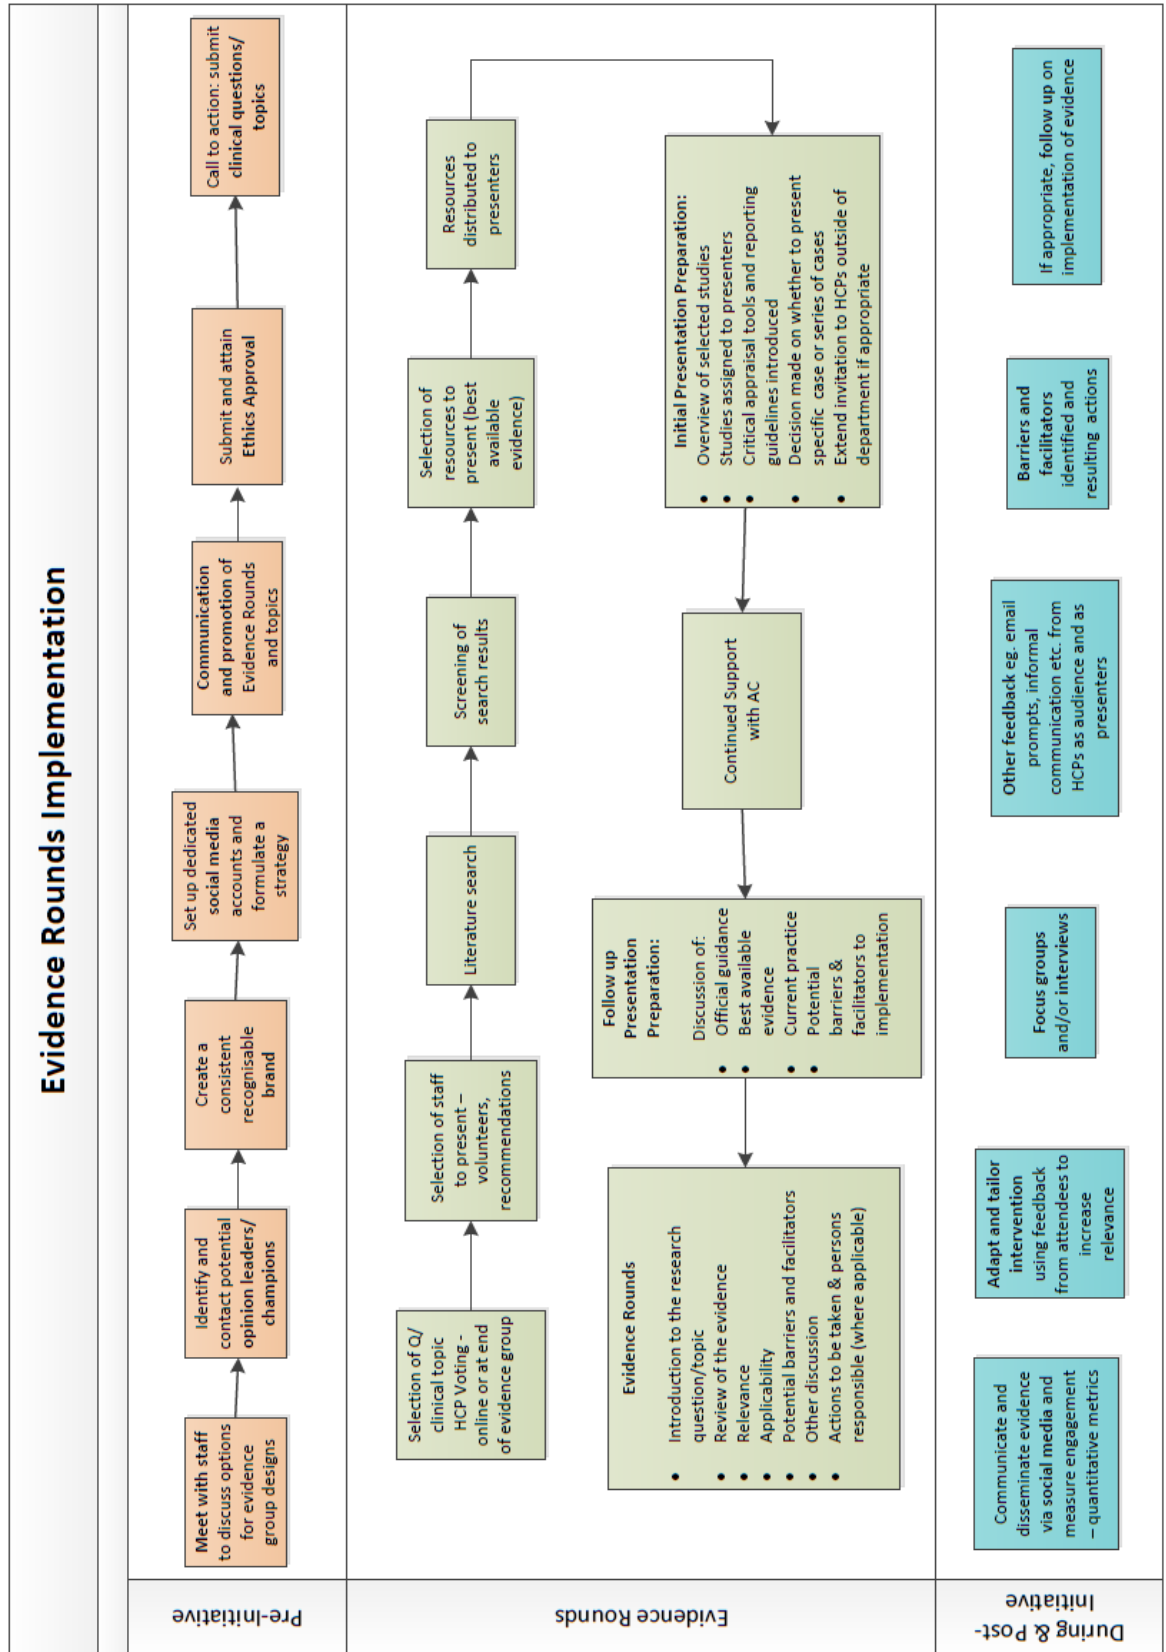 Evidence Rounds Implementation
Pre-Initiative
Meet with staff
to discuss options
for evidence
group designs
Identify and
contact potential
opinion leaders/
champions
Create a
consistent
recognisable
brand
Set up dedicated
social media
accounts and
formulate a
strategy
Communication
and promotion of
Evidence Rounds
and topics
Submit and attain
Ethics Approval
Call to action: submit
clinical questions/
topics
Evidence Rounds
Selection of Q/
clinical topic
HCP Voting -
online or at end
of evidence group
Selection of staff
to present –
volunteers,
recommendations
Literature search
Screening of
search results
Selection of
resources to
present (best
available
evidence)
Resources
distributed to
presenters
Initial Presentation Preparation:
• Overview of selected studies
• Studies assigned to presenters
• Critical appraisal tools and reporting
guidelines introduced
• Decision made on whether to present
specific case or series of cases
• Extend invitation to HCPs outside of
department if appropriate
Continued Support
with AC
Follow up
Presentation
Preparation:
Discussion of:
• Official guidance
• Best available
evidence
• Current practice
• Potential
barriers &
facilitators to
implementation
Evidence Rounds
• Introduction to the research
question/topic
• Review of the evidence
• Relevance
• Applicability
• Potential barriers and facilitators
• Other discussion
• Actions to be taken & persons
responsible (where applicable)
During & Post-
Initiative
Communicate and
disseminate evidence
via social media and
measure engagement
– quantitative metrics
Adapt and tailor
intervention
using feedback
from attendees to
increase
relevance
Focus groups
and/or interviews
Other feedback eg. email
prompts, informal
communication etc. from
HCPs as audience and as
presenters
Barriers and
facilitators
identified and
resulting actions
If appropriate, follow up on
implementation of evidence